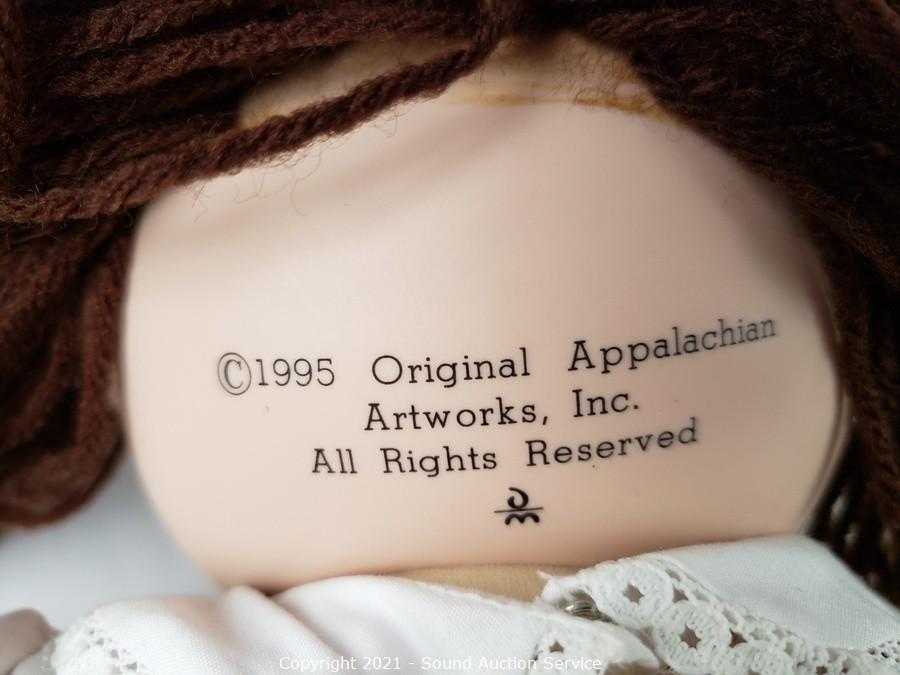 ©1995 Original Appalachian
Artworks, Inc.
All Rights Reserved
Copyright 2021 - Sound Auction Service